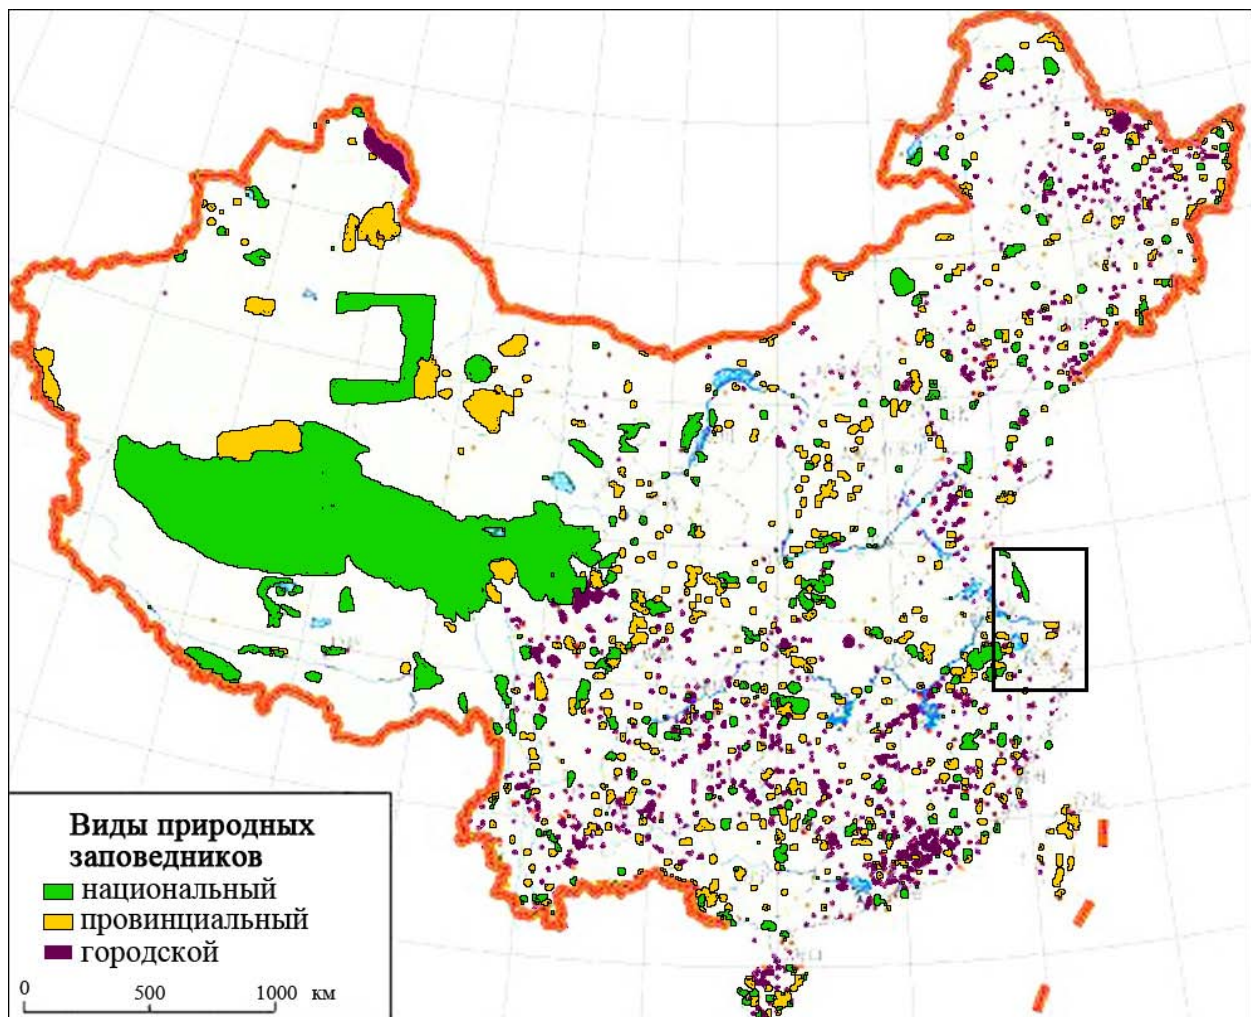 Виды природных
заповедников
национальный
провинциальный
городской
0 500 1000 км